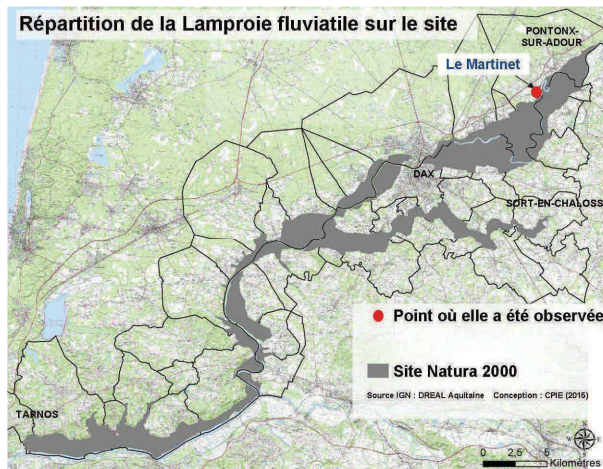 Répartition de la Lamproie fluviatile sur le site
PONTONX-
SUR-ADOUR
Le Martinet
DAX
SORT-EN-CHALOSS
Point où elle a été observée
Site Natura 2000
Source IGN : DREAL Aquitaine Conception : CPIE (2015)
TARNOS
N
W E
S
0 2,5 5
Kilomètres